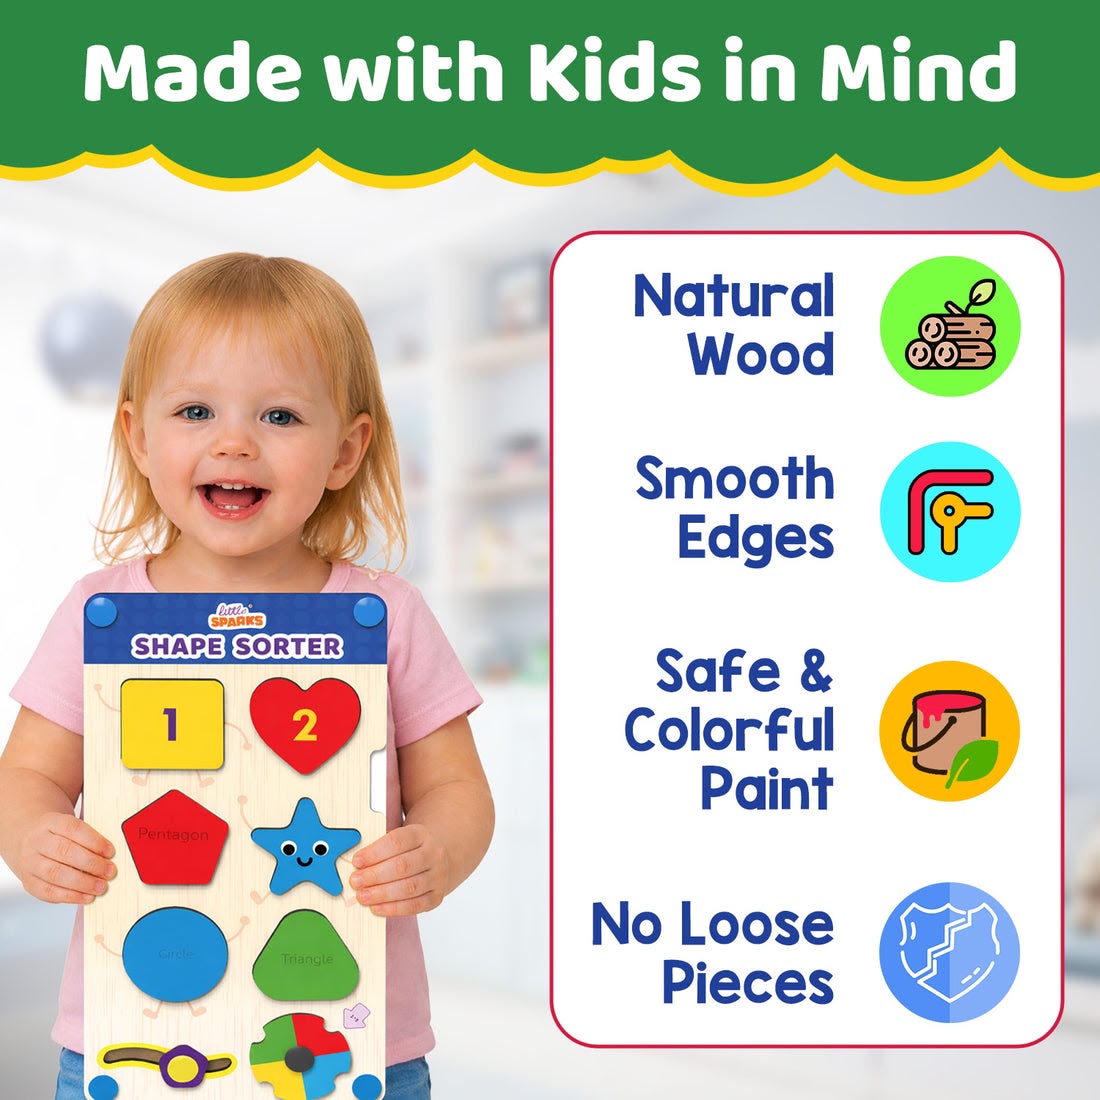 Made with Kids in Mind
little
SPARKS
SHAPE SORTER
1
2
Pentagon
Circle
Triangle
Natural
Wood
Smooth
Edges
Safe &
Colorful
Paint
No Loose
Pieces